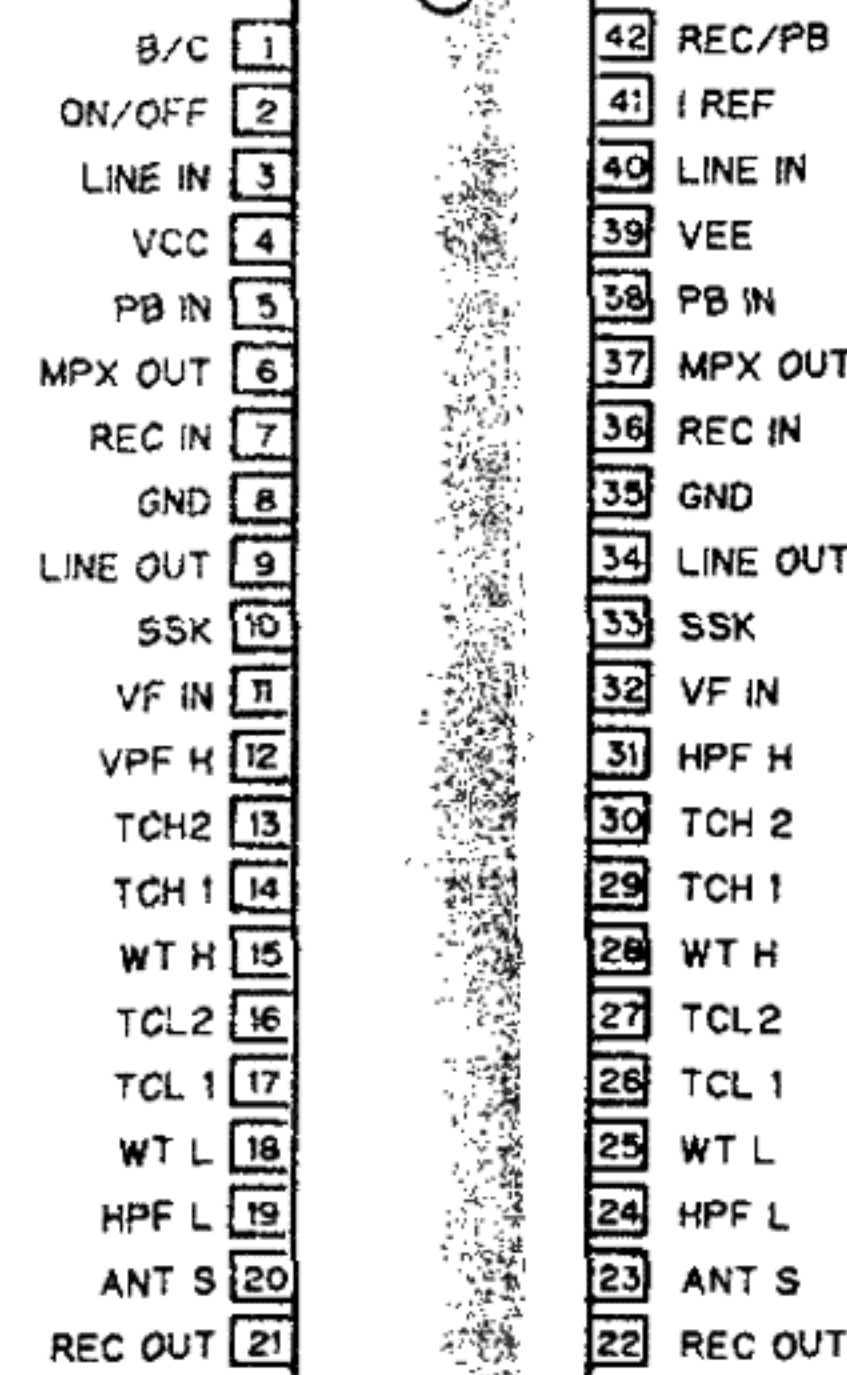 B/C 1 42 REC/PB
ON/OFF 2 41 I REF
LINE IN 3 40 LINE IN
VCC 4 39 VEE
PB IN 5 38 PB IN
MPX OUT 6 37 MPX OUT
REC IN 7 36 REC IN
GND 8 35 GND
LINE OUT 9 34 LINE OUT
SSK 10 33 SSK
VF IN 11 32 VF IN
VPF H 12 31 HPF H
TCH2 13 30 TCH 2
TCH 1 14 29 TCH 1
WT H 15 28 WT H
TCL2 16 27 TCL2
TCL 1 17 26 TCL 1
WT L 18 25 WT L
HPF L 19 24 HPF L
ANT S 20 23 ANT S
REC OUT 21 22 REC OUT